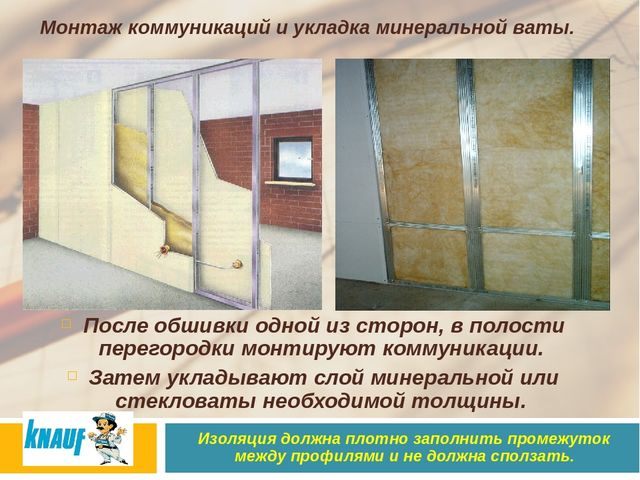 Монтаж коммуникаций и укладка минеральной ваты.
После обшивки одной из сторон, в полости
перегородки монтируют коммуникации.
Затем укладывают слой минеральной или
стекловаты необходимой толщины.
KNAUF
Изоляция должна плотно заполнить промежуток
между профилями и не должна сползать.